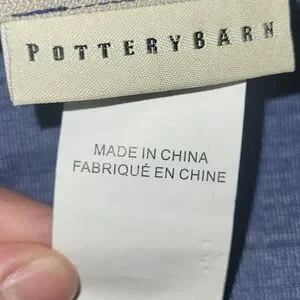 POTTERYBARN
MADE IN CHINA
FABRIQUÉ EN CHINE